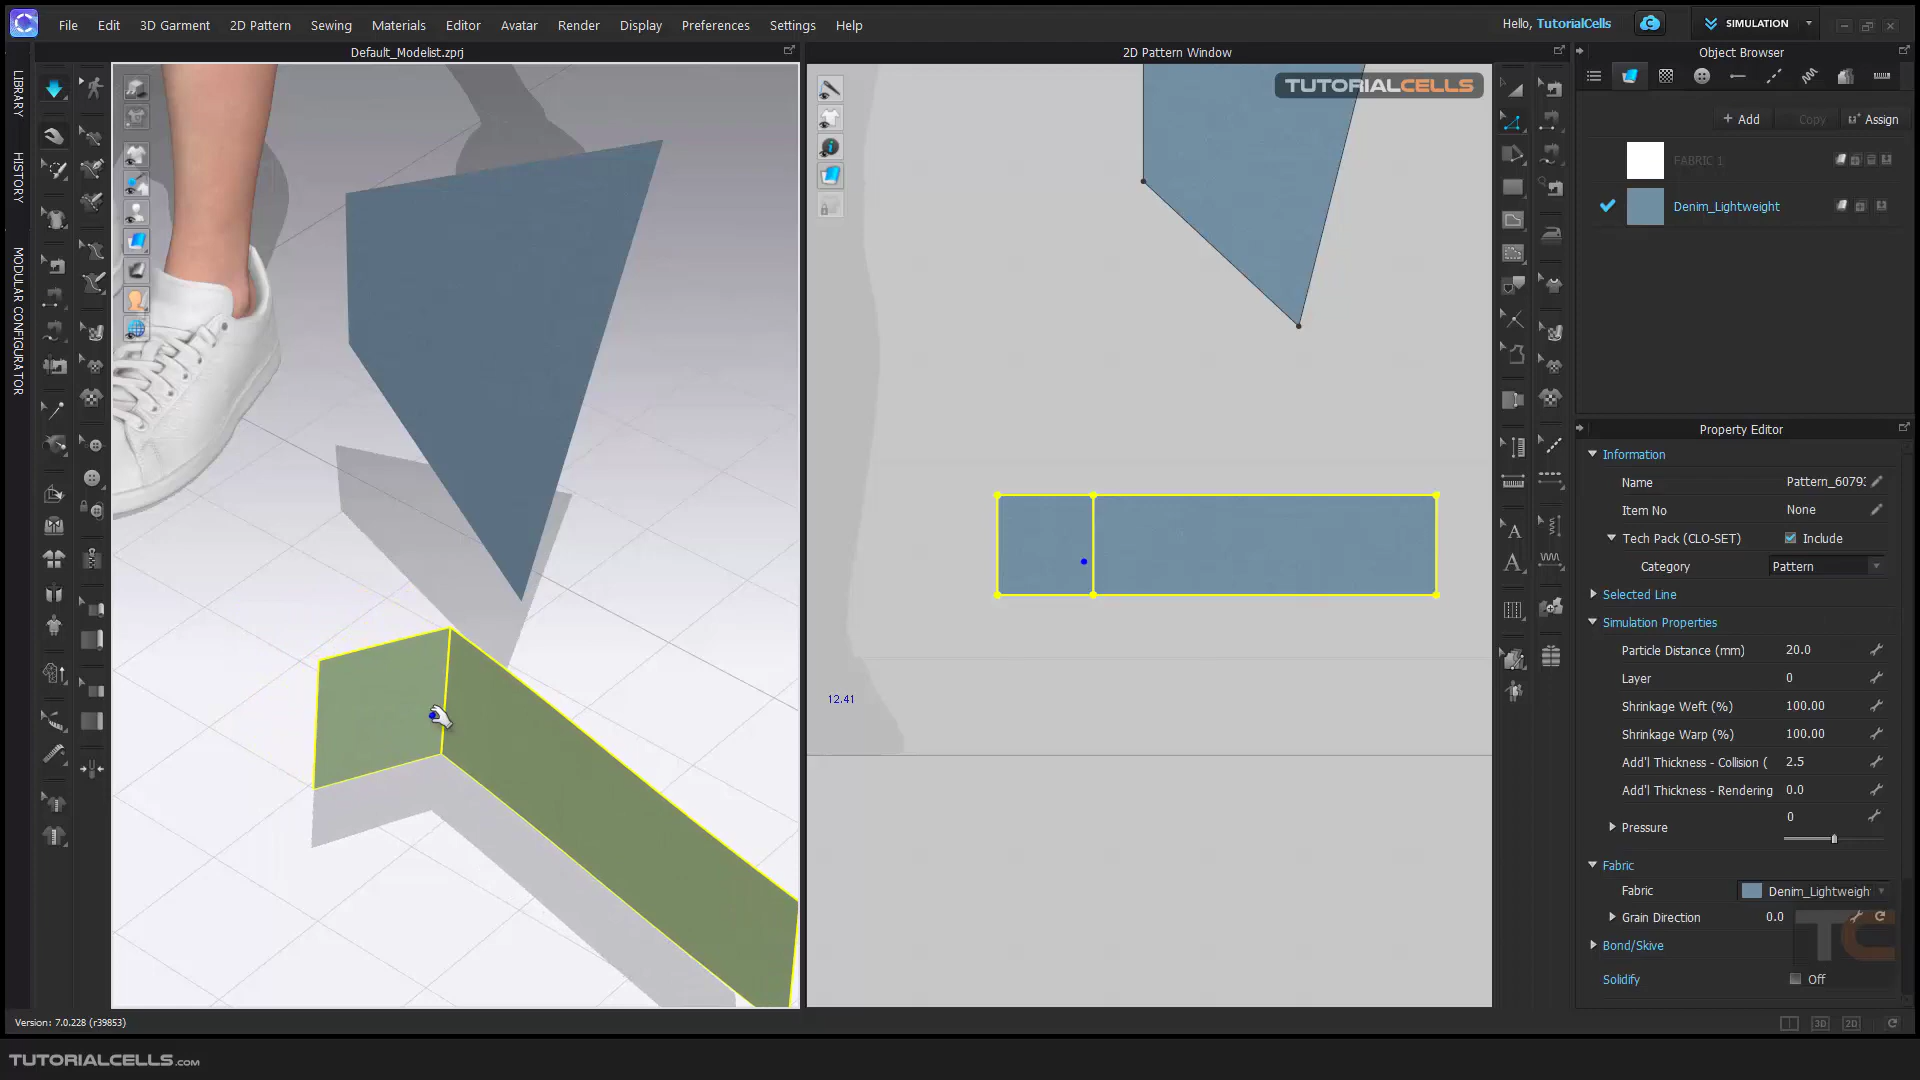 File Edit 3D Garment 2D Pattern Sewing Materials Editor Avatar Render Display Preferences Settings Help
Hello, TutorialCells
SIMULATION
Default_Modelist.zprj
2D Pattern Window
Object Browser
LIBRARY
HISTORY
MODULAR CONFIGURATOR
TUTORIALCELLS
+ Add Copy Assign
FABRIC 1
Denim_Lightweight
Property Editor
Information
Name Pattern_6079
Item No None
Tech Pack (CLO-SET) Include
Category Pattern
Selected Line
Simulation Properties
Particle Distance (mm) 20.0
Layer 0
Shrinkage Weft (%) 100.00
Shrinkage Warp (%) 100.00
Add'l Thickness - Collision ( 2.5
Add'l Thickness - Rendering 0.0
Pressure 0
Fabric
Fabric Denim_Lightweigh
Grain Direction 0.0
Bond/Skive
Solidify Off
12.41
TC
Version: 7.0.228 (r39853)
3D 2D
TUTORIALCELLS.com